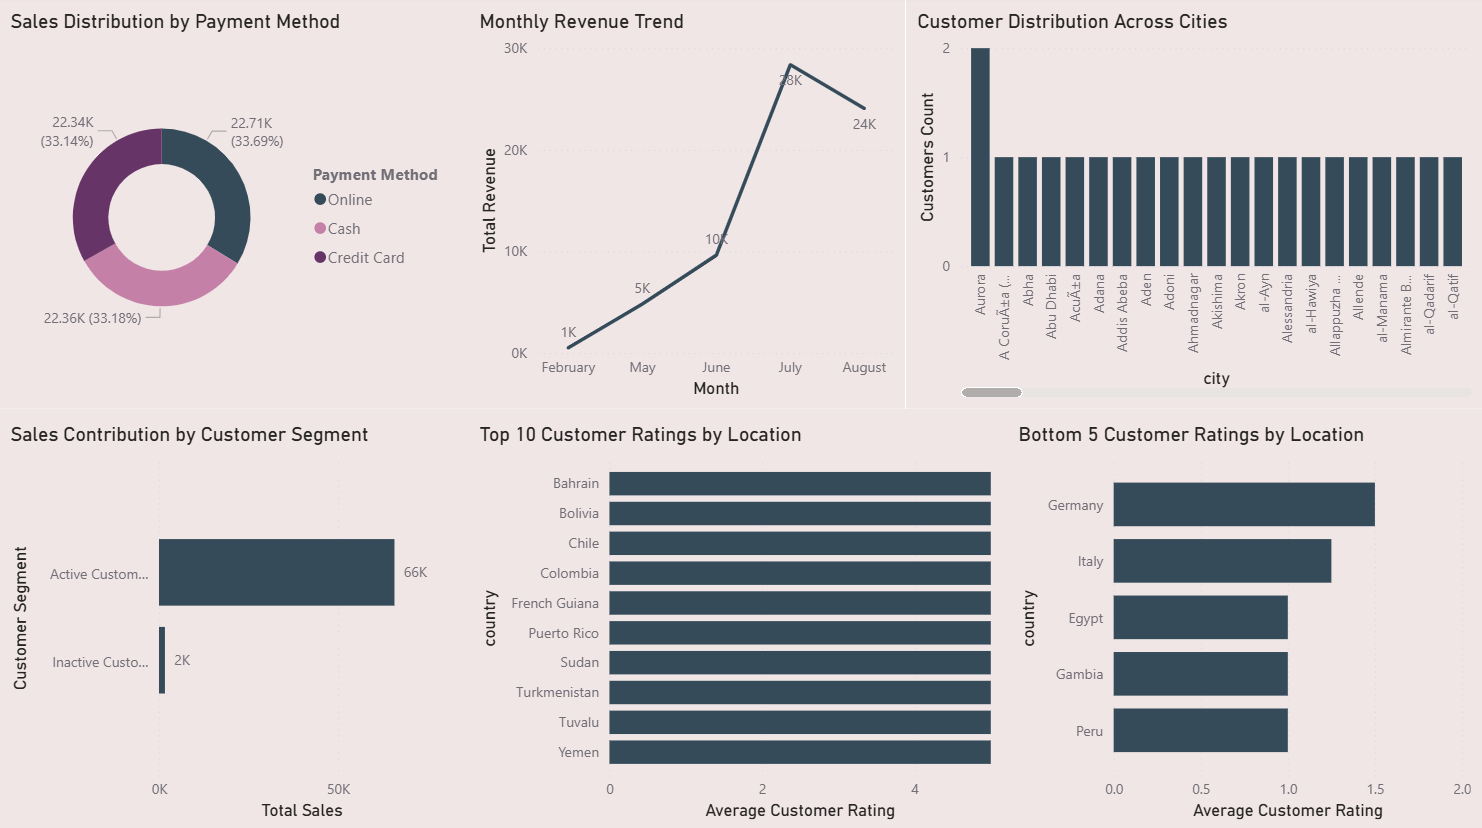 Sales Distribution by Payment Method
22.34K
(33.14%)
22.71K
(33.69%)
22.36K (33.18%)
Payment Method
Online
Cash
Credit Card
Monthly Revenue Trend
Total Revenue
30K
20K
10K
0K
1K
5K
10K
28K
24K
February
May
June
July
August
Month
Customer Distribution Across Cities
Customers Count
2
1
0
Aurora
A CoruÃ±a (...
Abha
Abu Dhabi
AcuÃ±a
Adana
Addis Abeba
Aden
Adoni
Ahmadnagar
Akishima
Akron
al-Ayn
Alessandria
al-Hawiya
Allappuzha ...
Allende
al-Manama
Almirante B...
al-Qadarif
al-Qatif
city
Sales Contribution by Customer Segment
Customer Segment
Active Custom...
66K
Inactive Custo...
2K
0K
50K
Total Sales
Top 10 Customer Ratings by Location
country
Bahrain
Bolivia
Chile
Colombia
French Guiana
Puerto Rico
Sudan
Turkmenistan
Tuvalu
Yemen
0
2
4
Average Customer Rating
Bottom 5 Customer Ratings by Location
country
Germany
Italy
Egypt
Gambia
Peru
0.0
0.5
1.0
1.5
2.0
Average Customer Rating